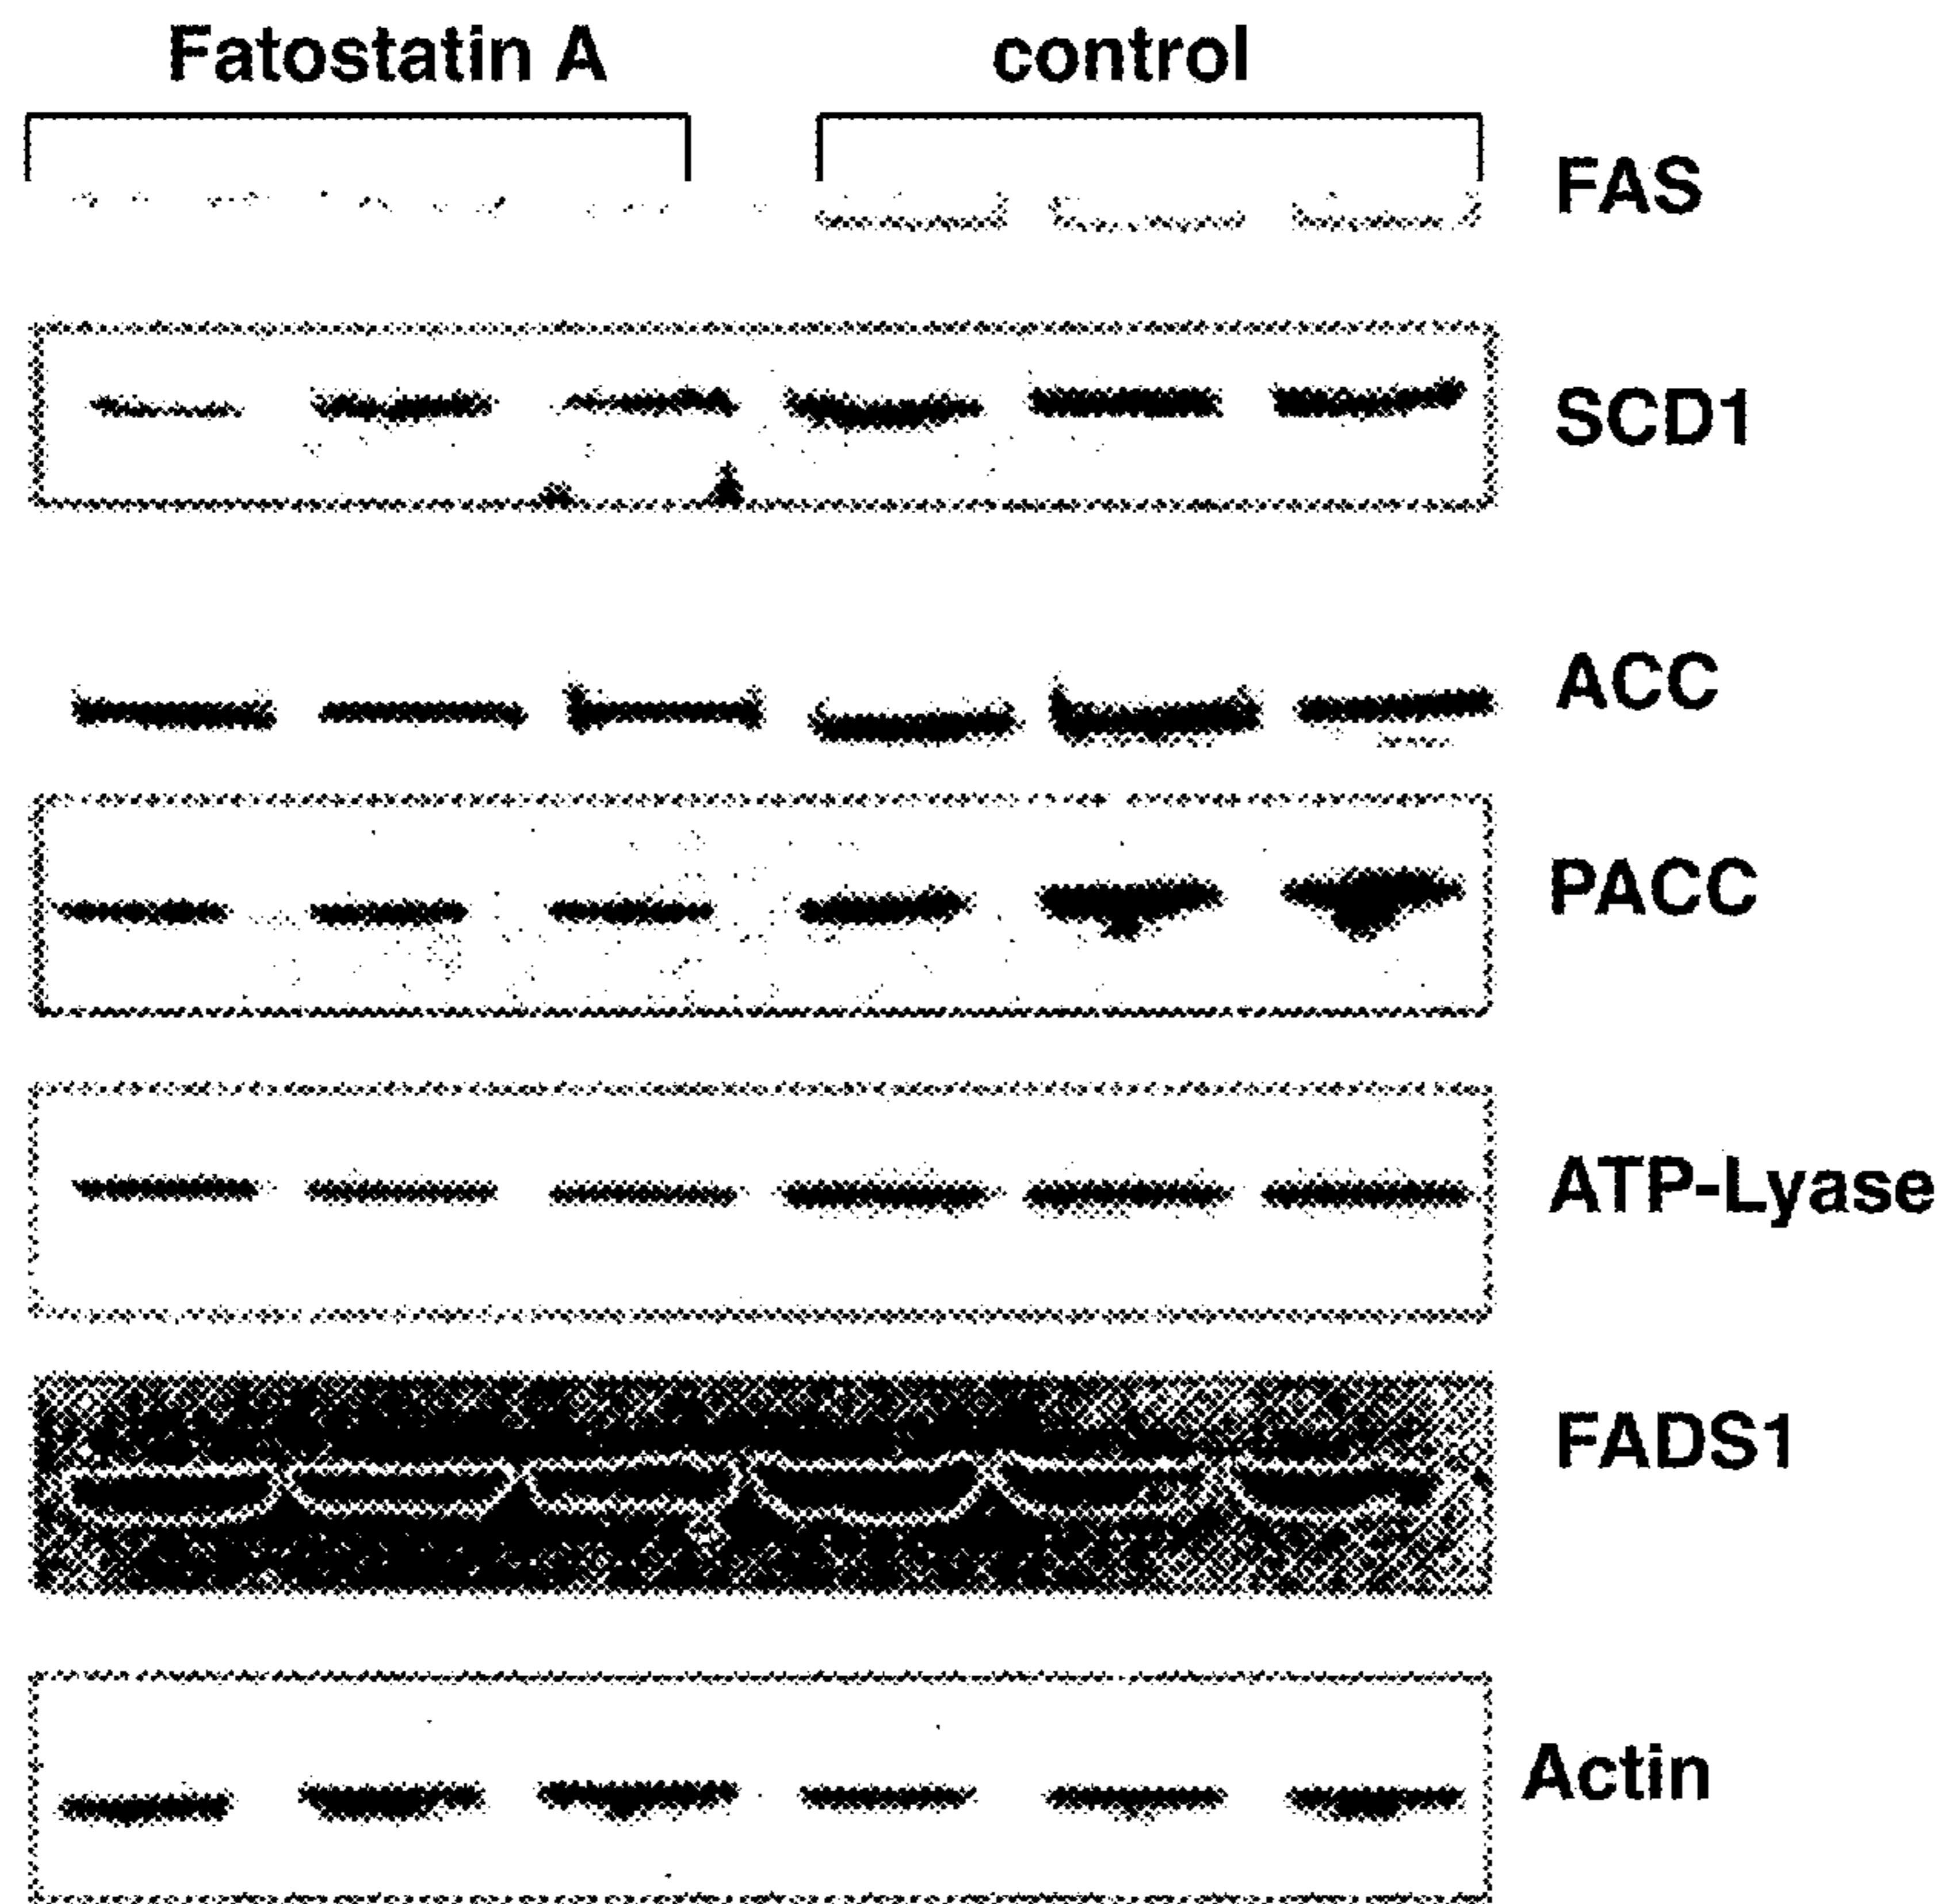 Fatostatin A control
FAS
SCD1
ACC
PACC
ATP-Lyase
FADS1
Actin